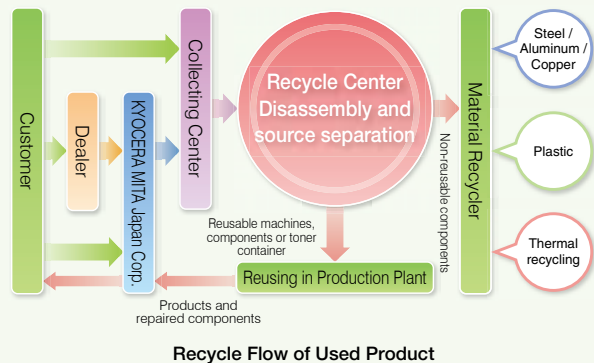 Customer
Dealer
KYOCERA MITA Japan Corp.
Collecting Center
Recycle Center
Disassembly and
source separation
Non-reusable components
Material Recycler
Steel /
Aluminum /
Copper
Plastic
Thermal
recycling
Reusable machines,
components or toner
container
Reusing in Production Plant
Products and
repaired components
Recycle Flow of Used Product